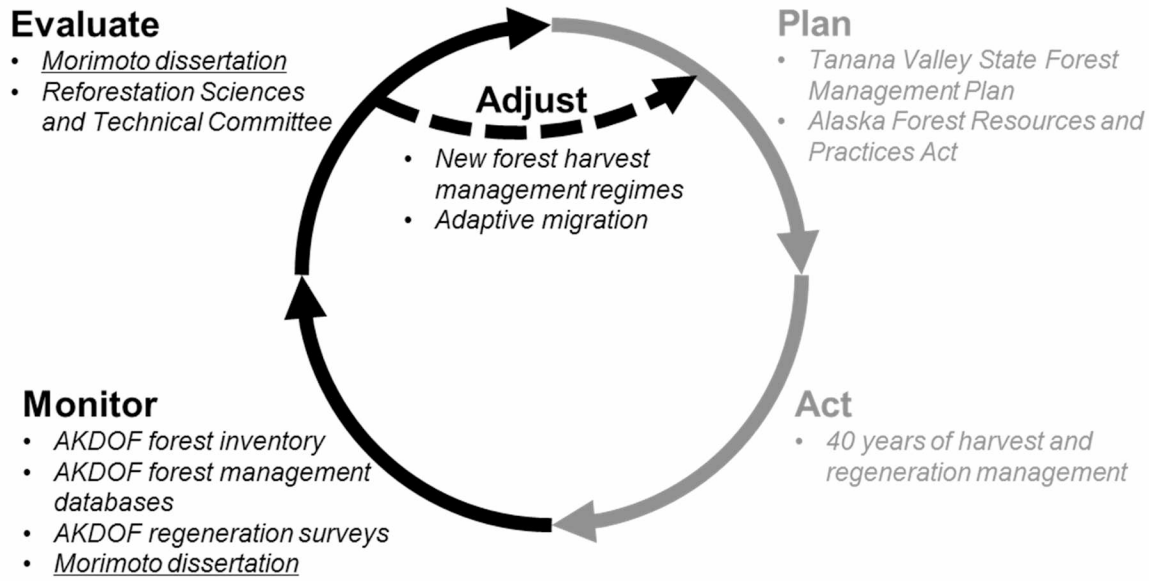 Evaluate
• Morimoto dissertation
• Reforestation Sciences
and Technical Committee
Adjust
• New forest harvest
management regimes
• Adaptive migration
Plan
• Tanana Valley State Forest
Management Plan
• Alaska Forest Resources and
Practices Act
Act
• 40 years of harvest and
regeneration management
Monitor
• AKDOF forest inventory
• AKDOF forest management
databases
• AKDOF regeneration surveys
• Morimoto dissertation